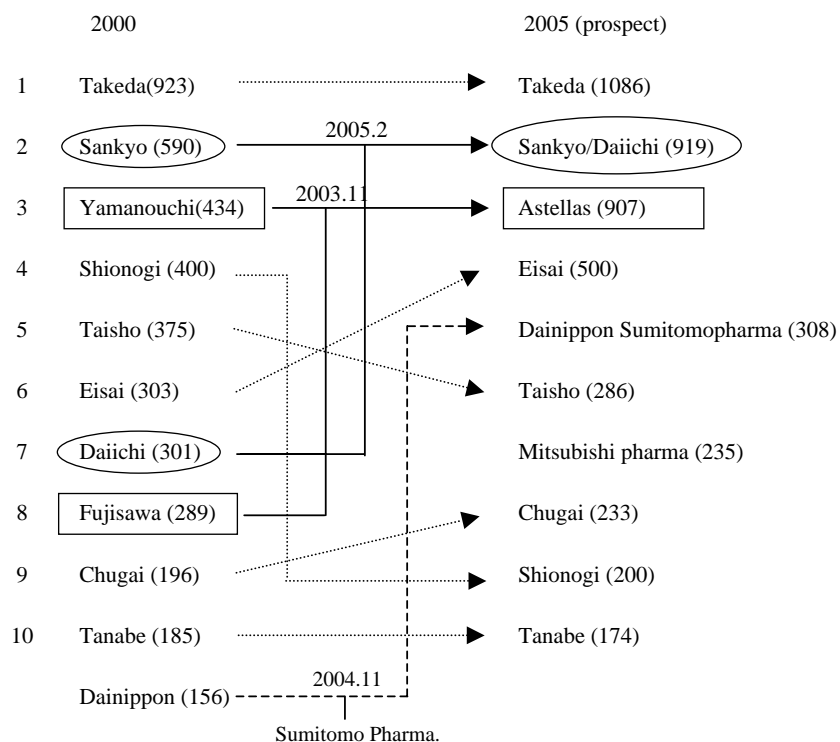 2000 2005 (prospect)
1 Takeda(923) Takeda (1086)
2005.2
2 Sankyo (590) Sankyo/Daiichi (919)
2003.11
3 Yamanouchi(434) Astellas (907)
4 Shionogi (400) Eisai (500)
5 Taisho (375) Dainippon Sumitomopharma (308)
6 Eisai (303) Taisho (286)
7 Daiichi (301) Mitsubishi pharma (235)
8 Fujisawa (289) Chugai (233)
9 Chugai (196) Shionogi (200)
10 Tanabe (185) Tanabe (174)
2004.11
Dainippon (156)
Sumitomo Pharma.